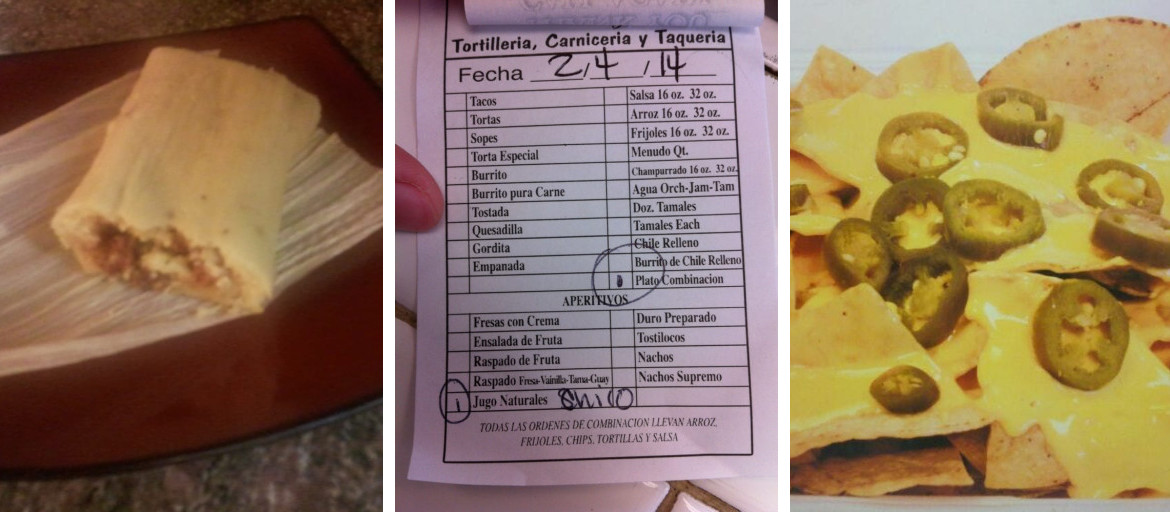 Tortilleria, Carniceria y Taqueria
Fecha 2/4/14
Tacos Salsa 16 oz. 32 oz.
Tortas Arroz 16 oz. 32 oz.
Sopes Frijoles 16 oz. 32 oz.
Torta Especial Menudo Qt.
Burrito Champurrado 16 oz. 32 oz.
Burrito pura Carne Agua Orch-Jam-Tam
Tostada Doz. Tamales
Quesadilla Tamales Each
Gordita Chile Relleno
Empanada Burrito de Chile Relleno
Plato Combinacion
APERITIVOS
Fresas con Crema Duro Preparado
Ensalada de Fruta Tostilocos
Raspado de Fruta Nachos
Raspado Fresa-Vainilla-Tama-Guay Nachos Supremo
1 Jugo Naturales Chico
TODAS LAS ORDENES DE COMBINACION LLEVAN ARROZ,
FRIJOLES, CHIPS, TORTILLAS Y SALSA